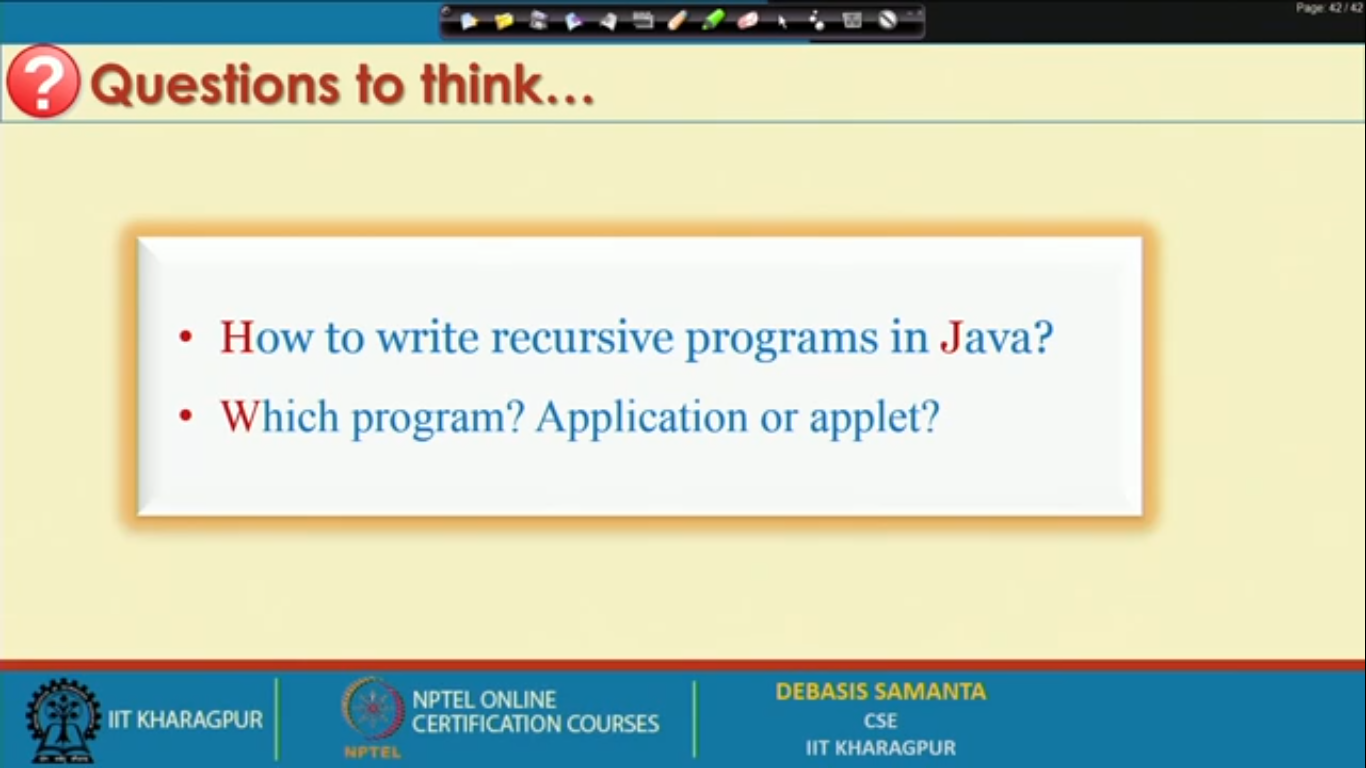 Page: 42 / 42
? Questions to think...
• How to write recursive programs in Java?
• Which program? Application or applet?
IIT KHARAGPUR
NPTEL
NPTEL ONLINE
CERTIFICATION COURSES
DEBASIS SAMANTA
CSE
IIT KHARAGPUR